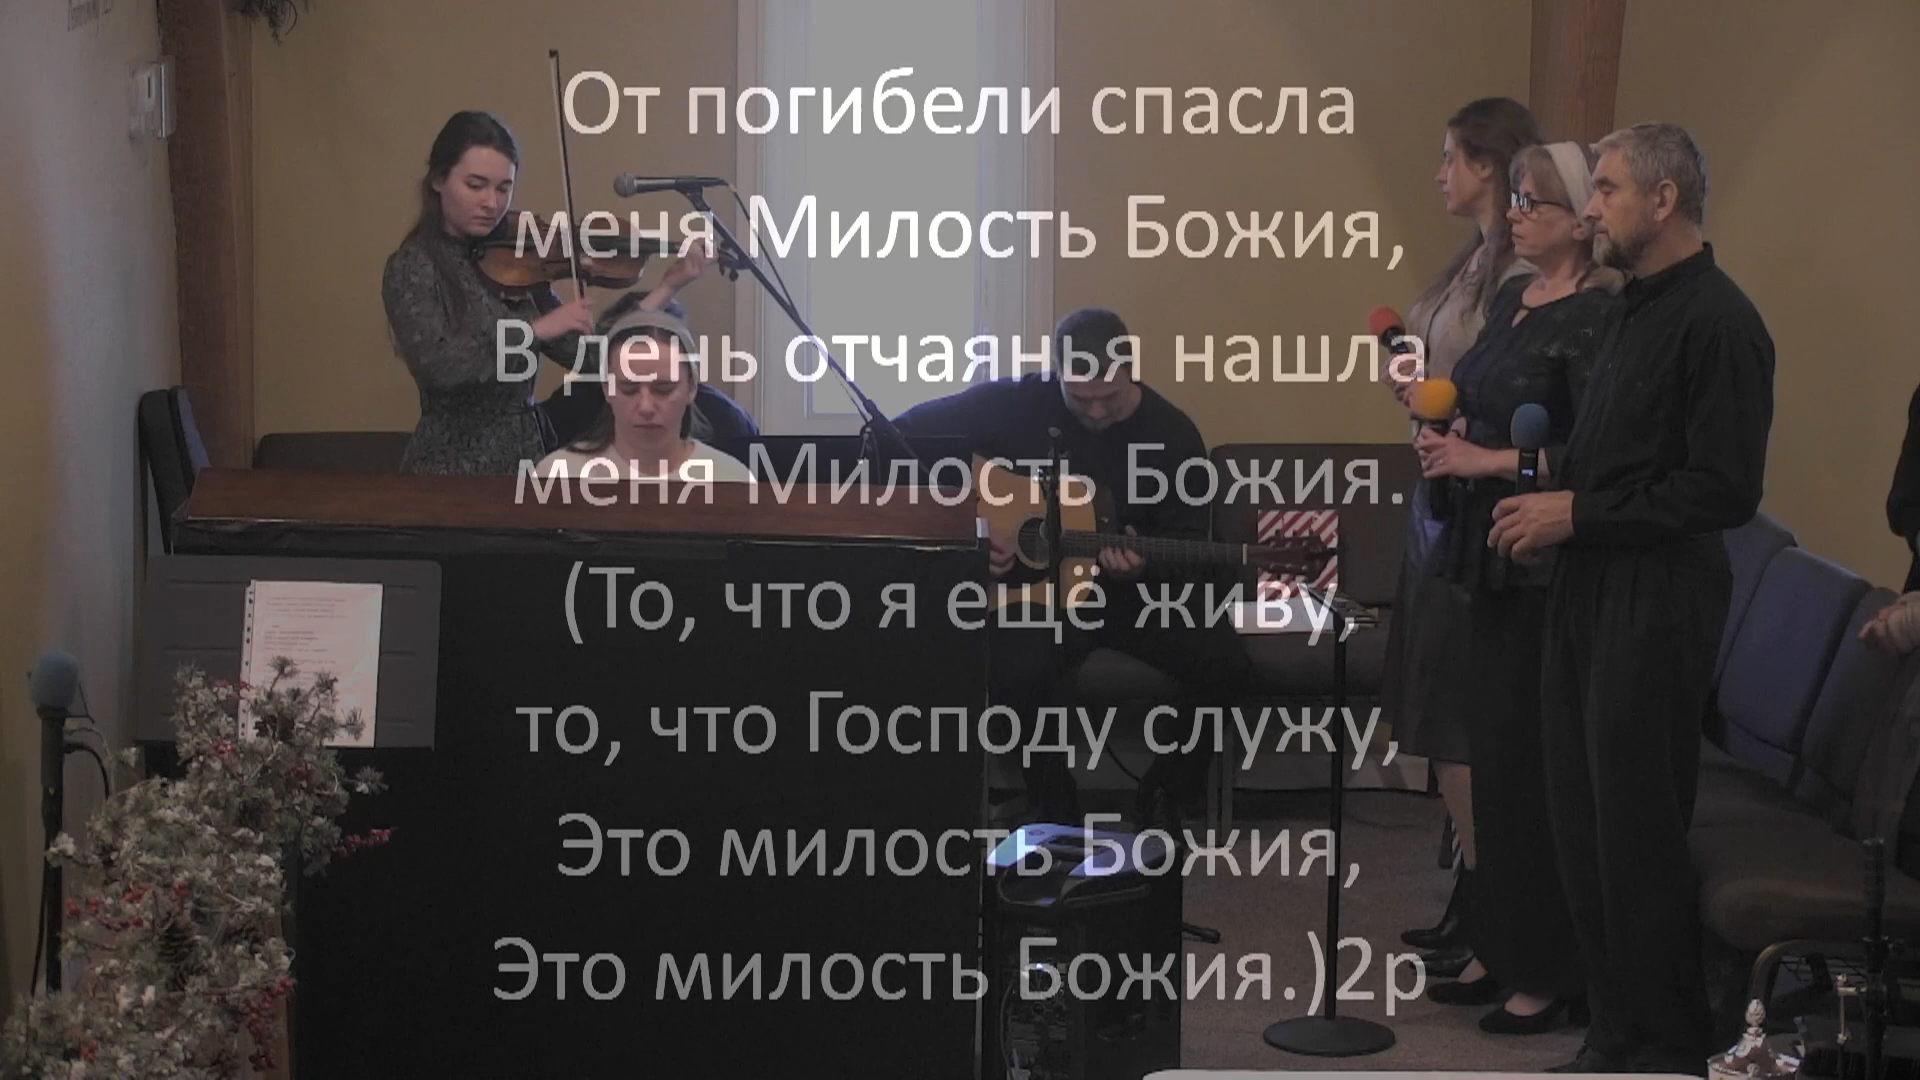 От погибели спасла
меня Милость Божия,
В день отчаянья нашла
меня Милость Божия.
(То, что я ещё живу,
то, что Господу служу,
Это милость Божия,
Это милость Божия.)2р